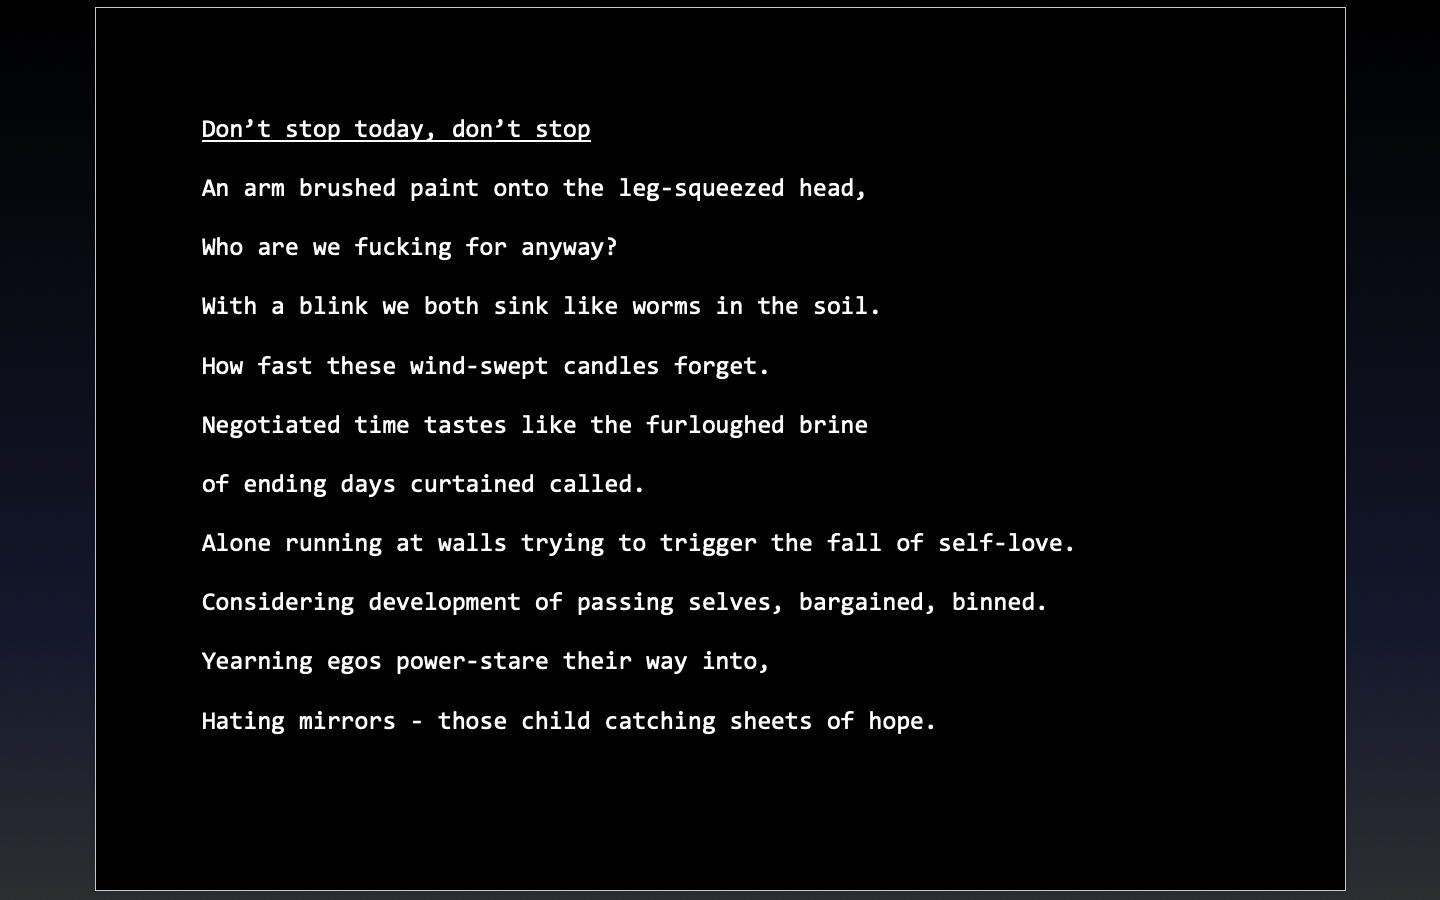 Don’t stop today, don’t stop
An arm brushed paint onto the leg-squeezed head,
Who are we fucking for anyway?
With a blink we both sink like worms in the soil.
How fast these wind-swept candles forget.
Negotiated time tastes like the furloughed brine
of ending days curtained called.
Alone running at walls trying to trigger the fall of self-love.
Considering development of passing selves, bargained, binned.
Yearning egos power-stare their way into,
Hating mirrors - those child catching sheets of hope.